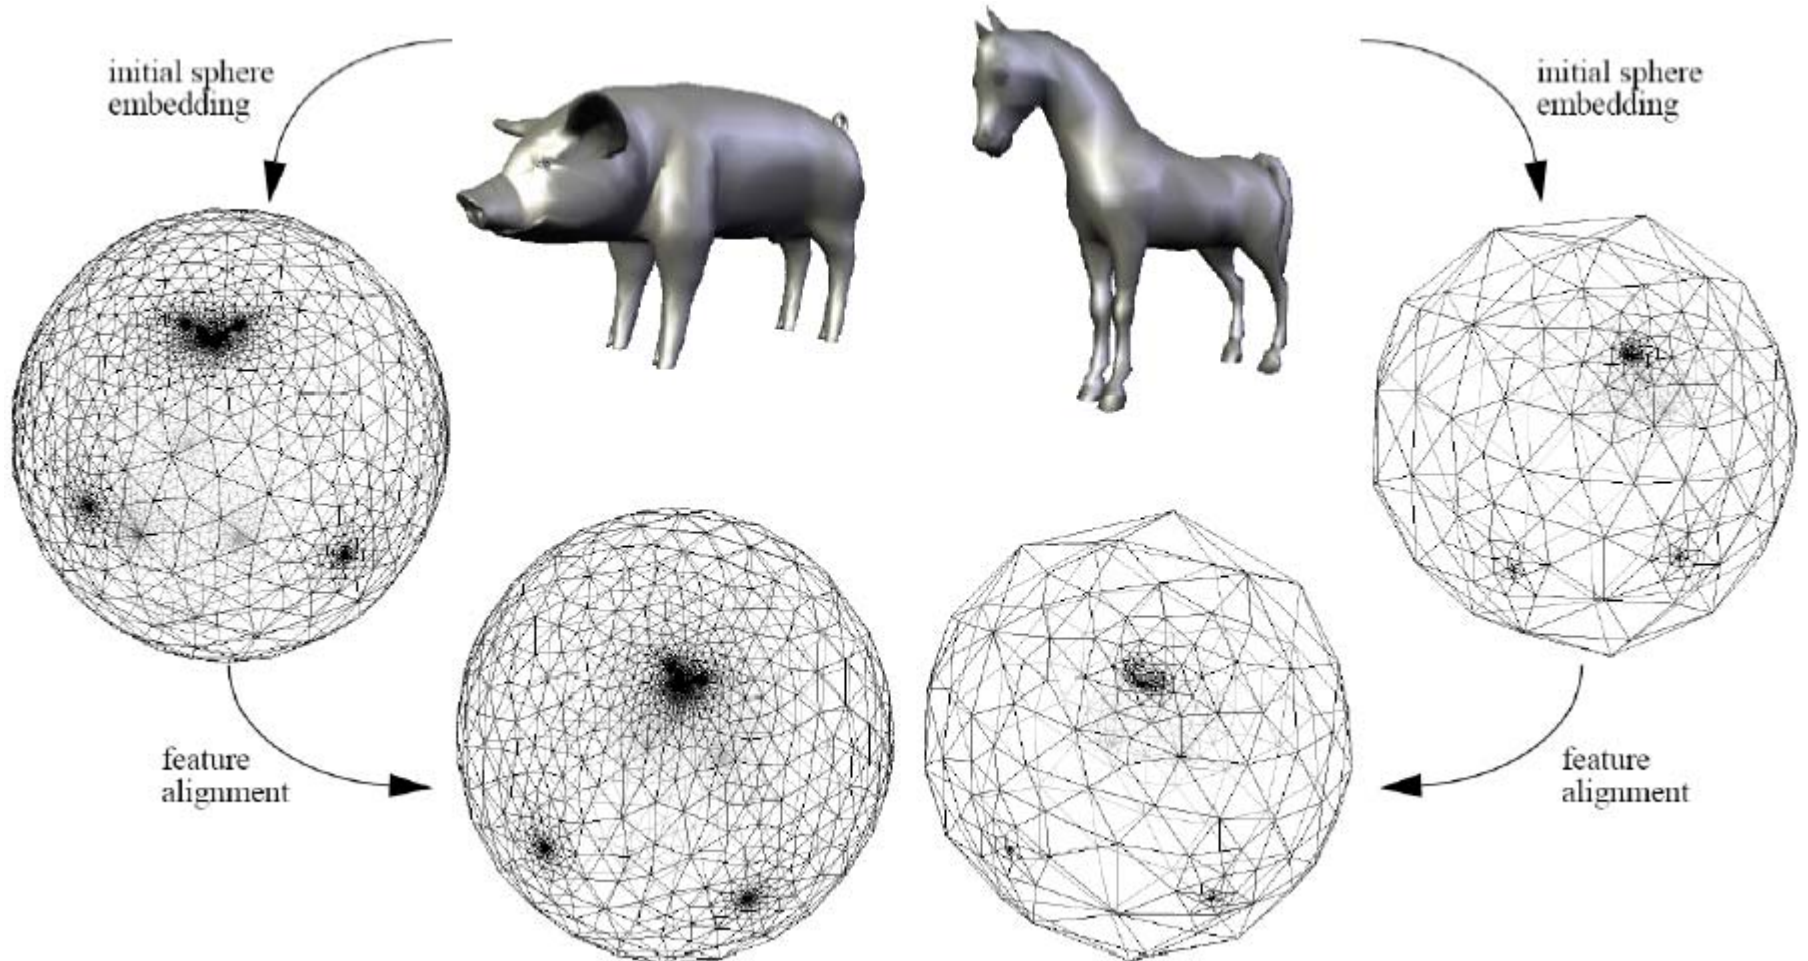 initial sphere
embedding
initial sphere
embedding
feature
alignment
feature
alignment